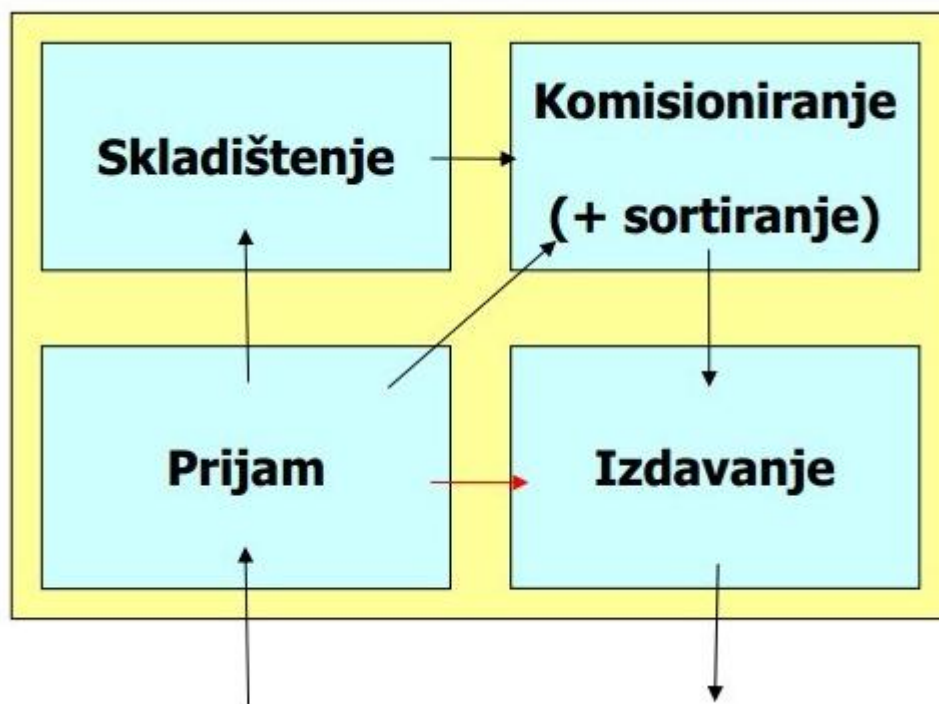 Skladištenje
Komisioniranje
(+ sortiranje)
Prijam
Izdavanje